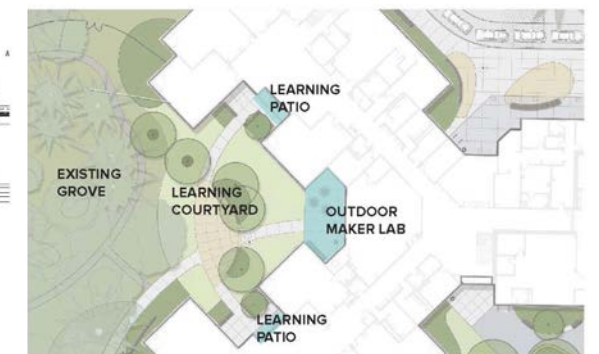 LEARNING
PATIO
EXISTING
GROVE
LEARNING
COURTYARD
OUTDOOR
MAKER LAB
LEARNING
PATIO